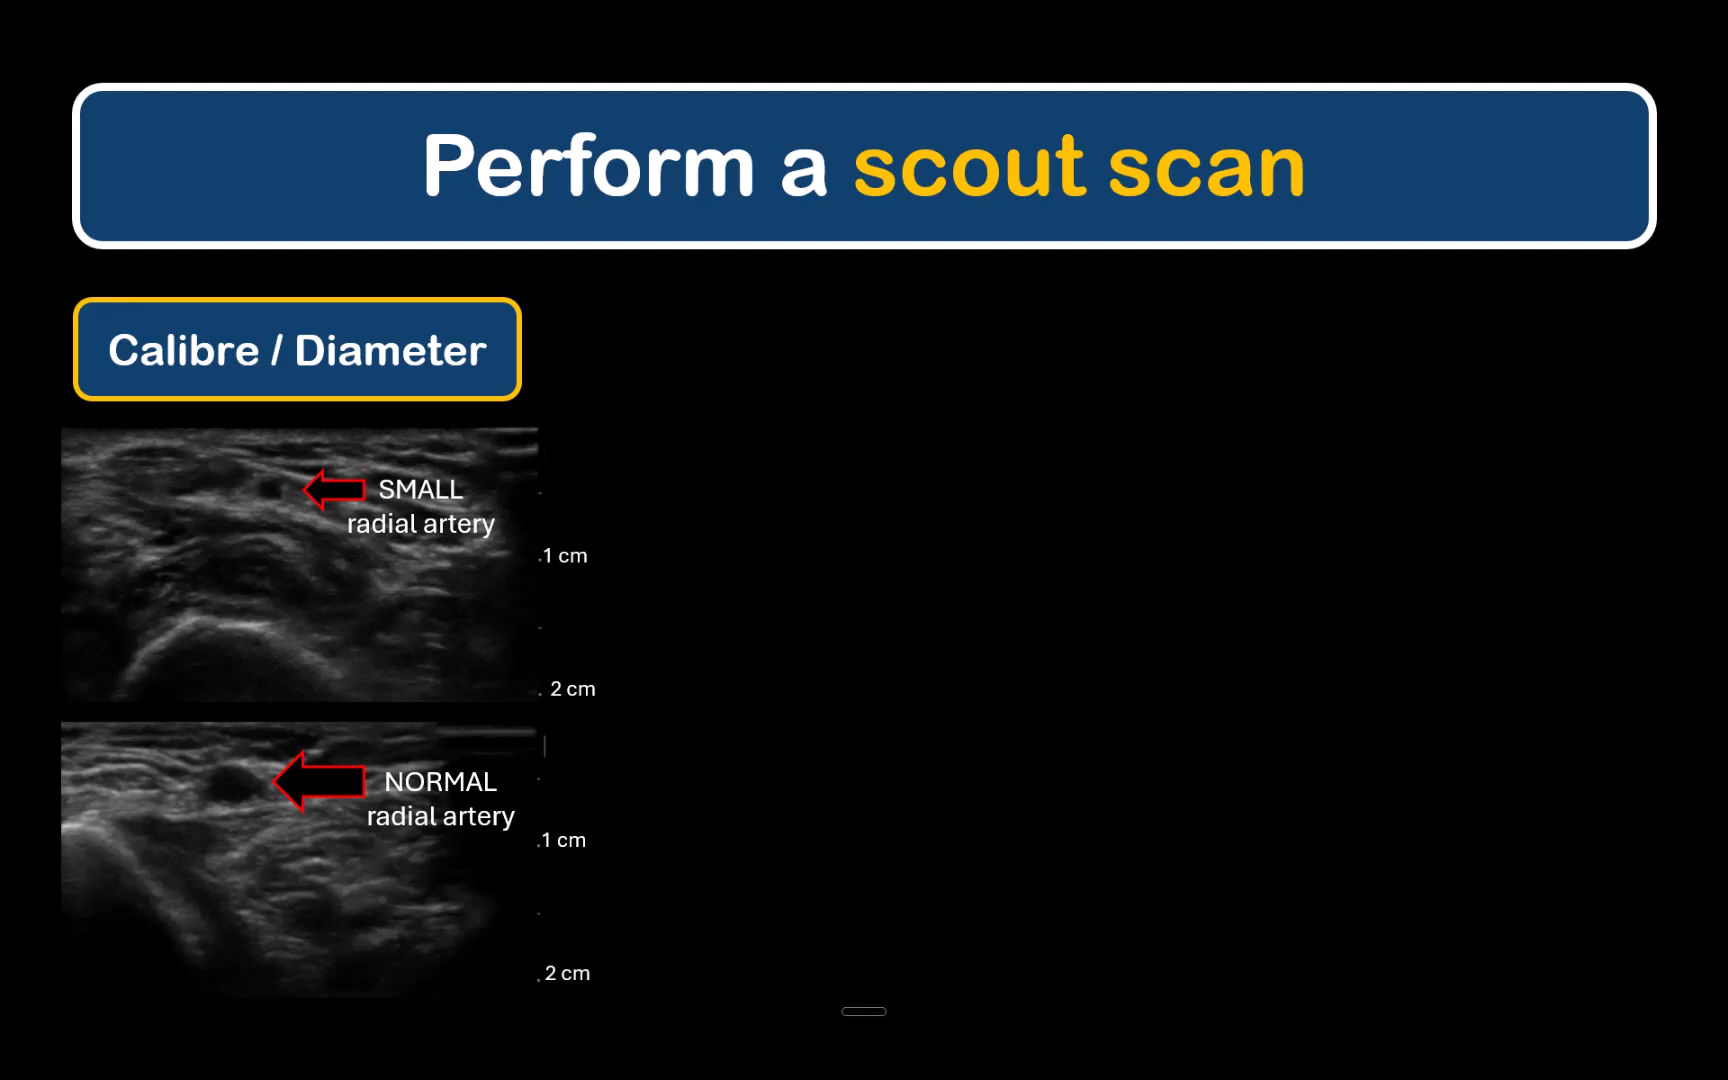 Perform a scout scan
Calibre / Diameter
SMALL
radial artery
1 cm
2 cm
NORMAL
radial artery
1 cm
2 cm